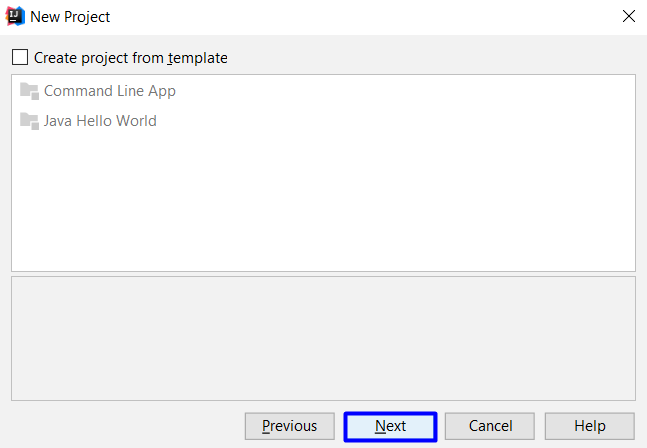 New Project
Create project from template
Command Line App
Java Hello World
Previous Next Cancel Help